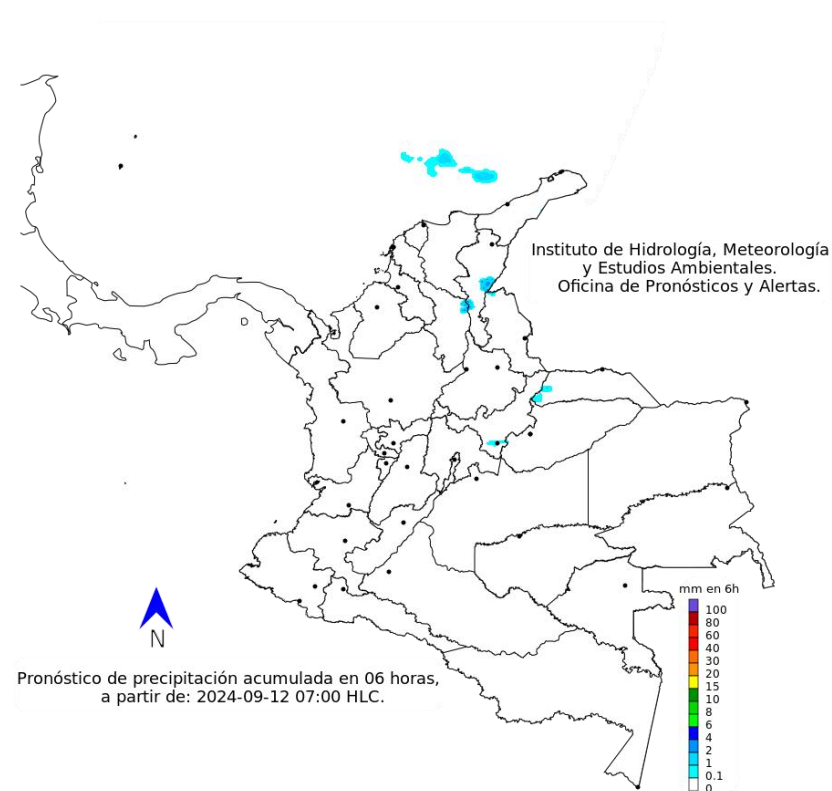 Instituto de Hidrología, Meteorología
y Estudios Ambientales.
Oficina de Pronósticos y Alertas.
mm en 6h
100
80
60
40
30
20
15
10
8
6
4
2
1
0.1
0
N
Pronóstico de precipitación acumulada en 06 horas,
a partir de: 2024-09-12 07:00 HLC.